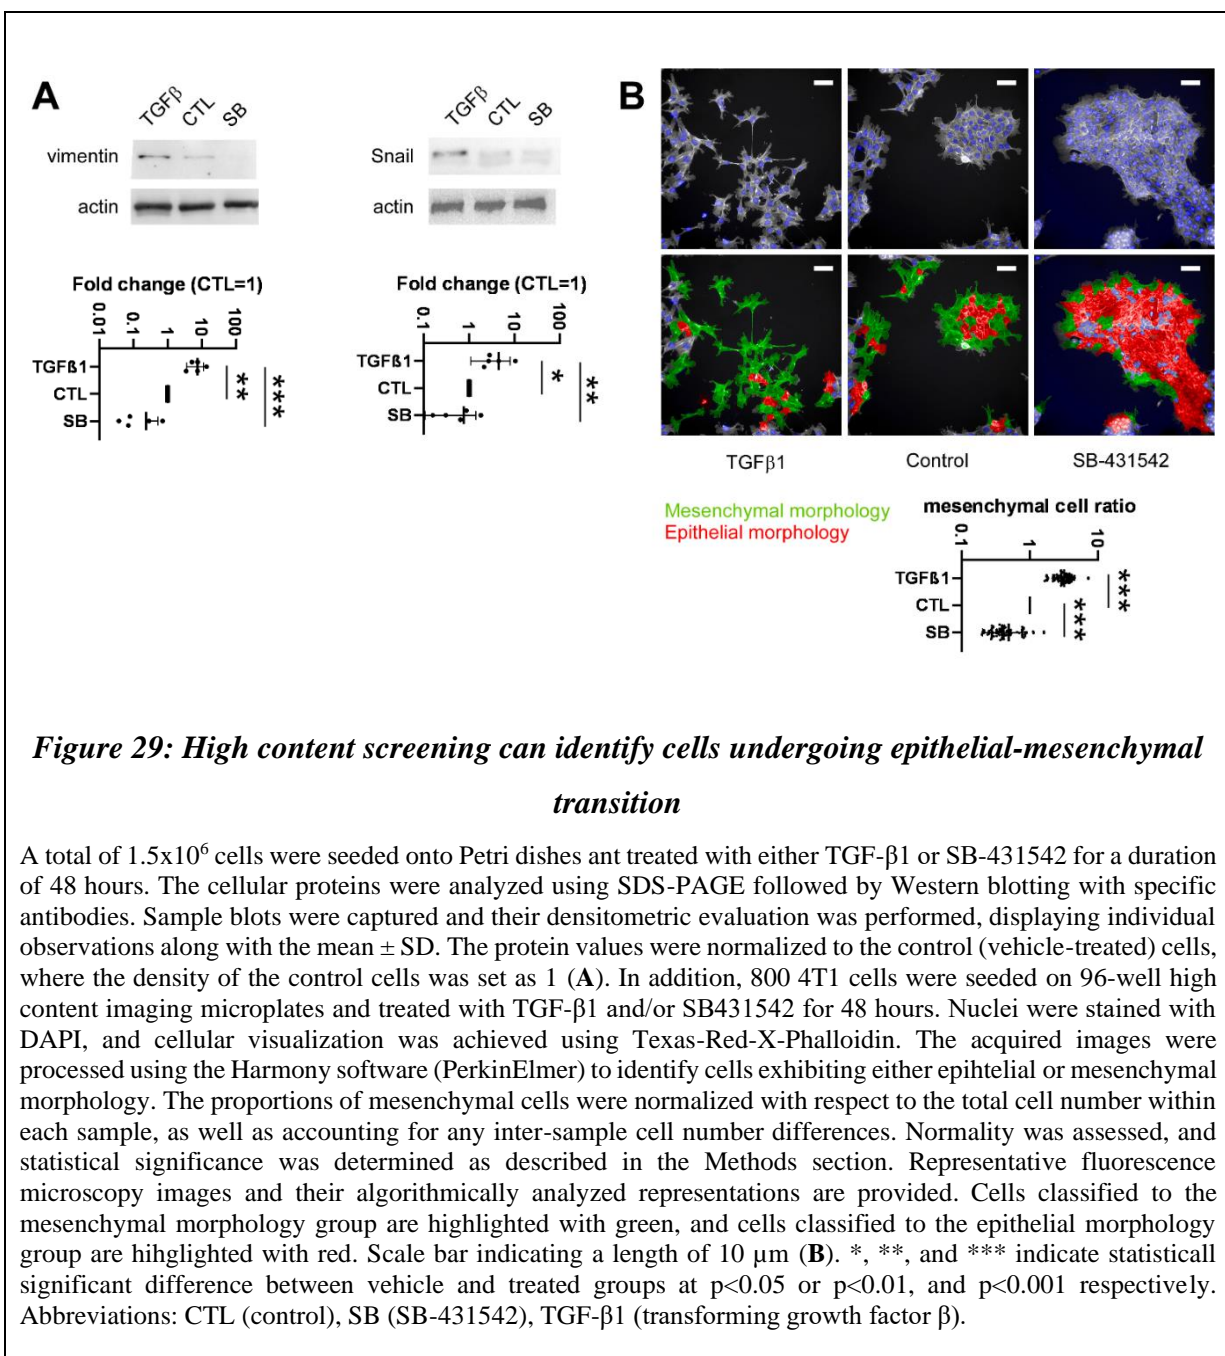 A
TGFβ CTL SB
vimentin
actin
Fold change (CTL=1)
0.01 0.1 1 10 100
TGFß1
CTL
SB
** ***
TGFβ CTL SB
Snail
actin
Fold change (CTL=1)
0.1 1 10 100
TGFß1
CTL
SB
* **
B
TGFβ1 Control SB-431542
Mesenchymal morphology
Epithelial morphology
mesenchymal cell ratio
0.1 1 10
TGFß1
CTL
SB
*** ***
Figure 29: High content screening can identify cells undergoing epithelial-mesenchymal
transition
A total of 1.5x10⁶ cells were seeded onto Petri dishes ant treated with either TGF-β1 or SB-431542 for a duration
of 48 hours. The cellular proteins were analyzed using SDS-PAGE followed by Western blotting with specific
antibodies. Sample blots were captured and their densitometric evaluation was performed, displaying individual
observations along with the mean ± SD. The protein values were normalized to the control (vehicle-treated) cells,
where the density of the control cells was set as 1 (A). In addition, 800 4T1 cells were seeded on 96-well high
content imaging microplates and treated with TGF-β1 and/or SB431542 for 48 hours. Nuclei were stained with
DAPI, and cellular visualization was achieved using Texas-Red-X-Phalloidin. The acquired images were
processed using the Harmony software (PerkinElmer) to identify cells exhibiting either epihtelial or mesenchymal
morphology. The proportions of mesenchymal cells were normalized with respect to the total cell number within
each sample, as well as accounting for any inter-sample cell number differences. Normality was assessed, and
statistical significance was determined as described in the Methods section. Representative fluorescence
microscopy images and their algorithmically analyzed representations are provided. Cells classified to the
mesenchymal morphology group are highlighted with green, and cells classified to the epithelial morphology
group are hihglighted with red. Scale bar indicating a length of 10 µm (B). *, **, and *** indicate statisticall
significant difference between vehicle and treated groups at p<0.05 or p<0.01, and p<0.001 respectively.
Abbreviations: CTL (control), SB (SB-431542), TGF-β1 (transforming growth factor β).